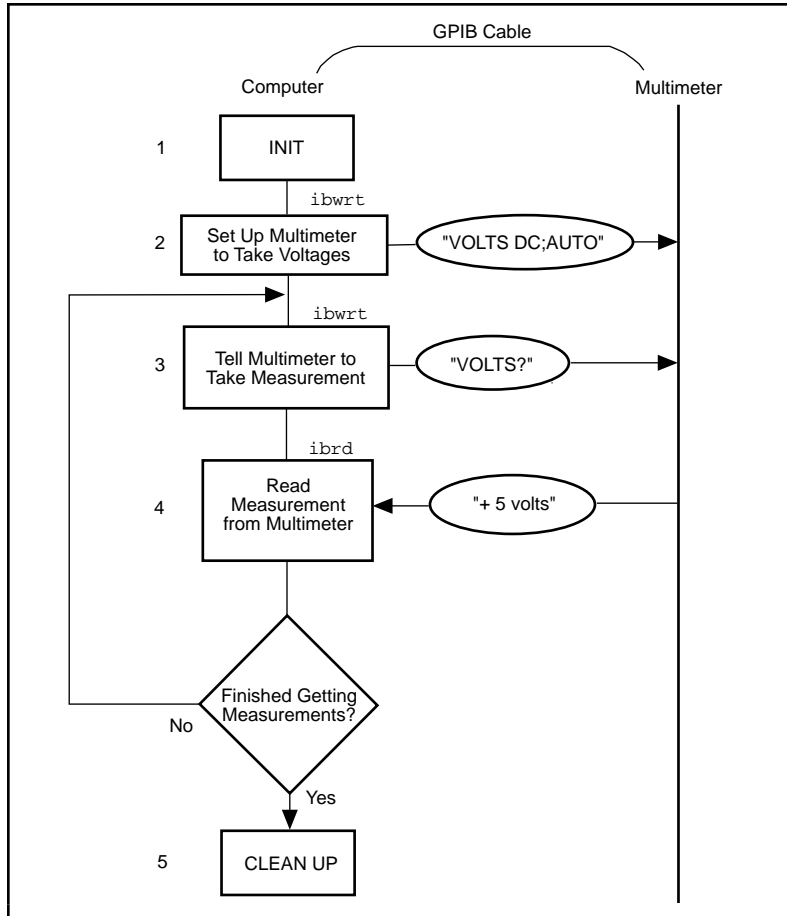 GPIB Cable
Computer
Multimeter
1
INIT
ibwrt
2
Set Up Multimeter
to Take Voltages
"VOLTS DC;AUTO"
ibwrt
3
Tell Multimeter to
Take Measurement
"VOLTS?"
ibrd
4
Read
Measurement
from Multimeter
"+ 5 volts"
Finished Getting
Measurements?
No
Yes
5
CLEAN UP